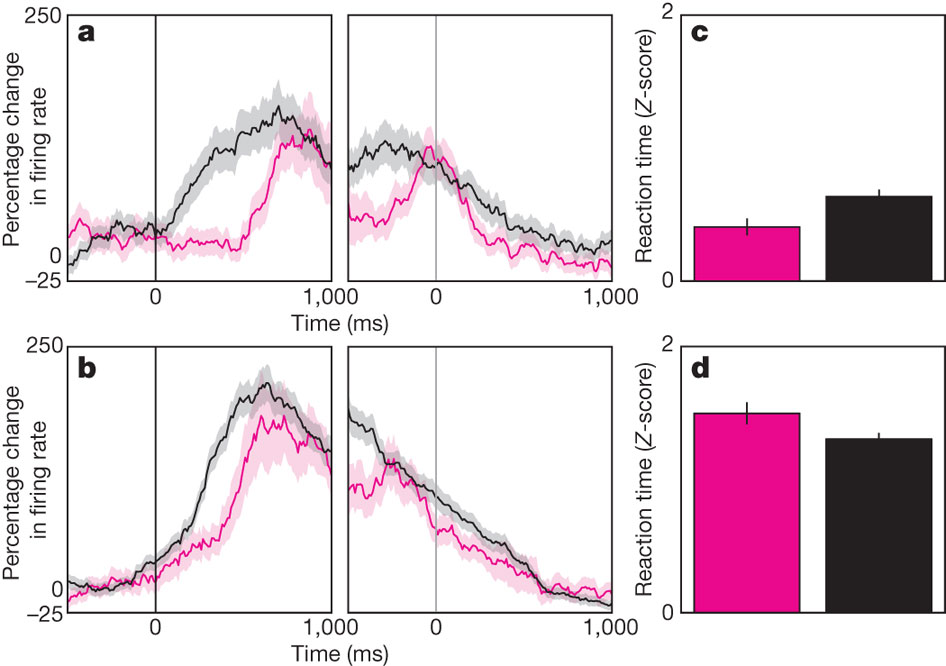 250
a
Percentage change
in firing rate
0
−25
0
1,000
0
1,000
Time (ms)
2
c
Reaction time (Z-score)
0
250
b
Percentage change
in firing rate
0
−25
0
1,000
0
1,000
Time (ms)
2
d
Reaction time (Z-score)
0